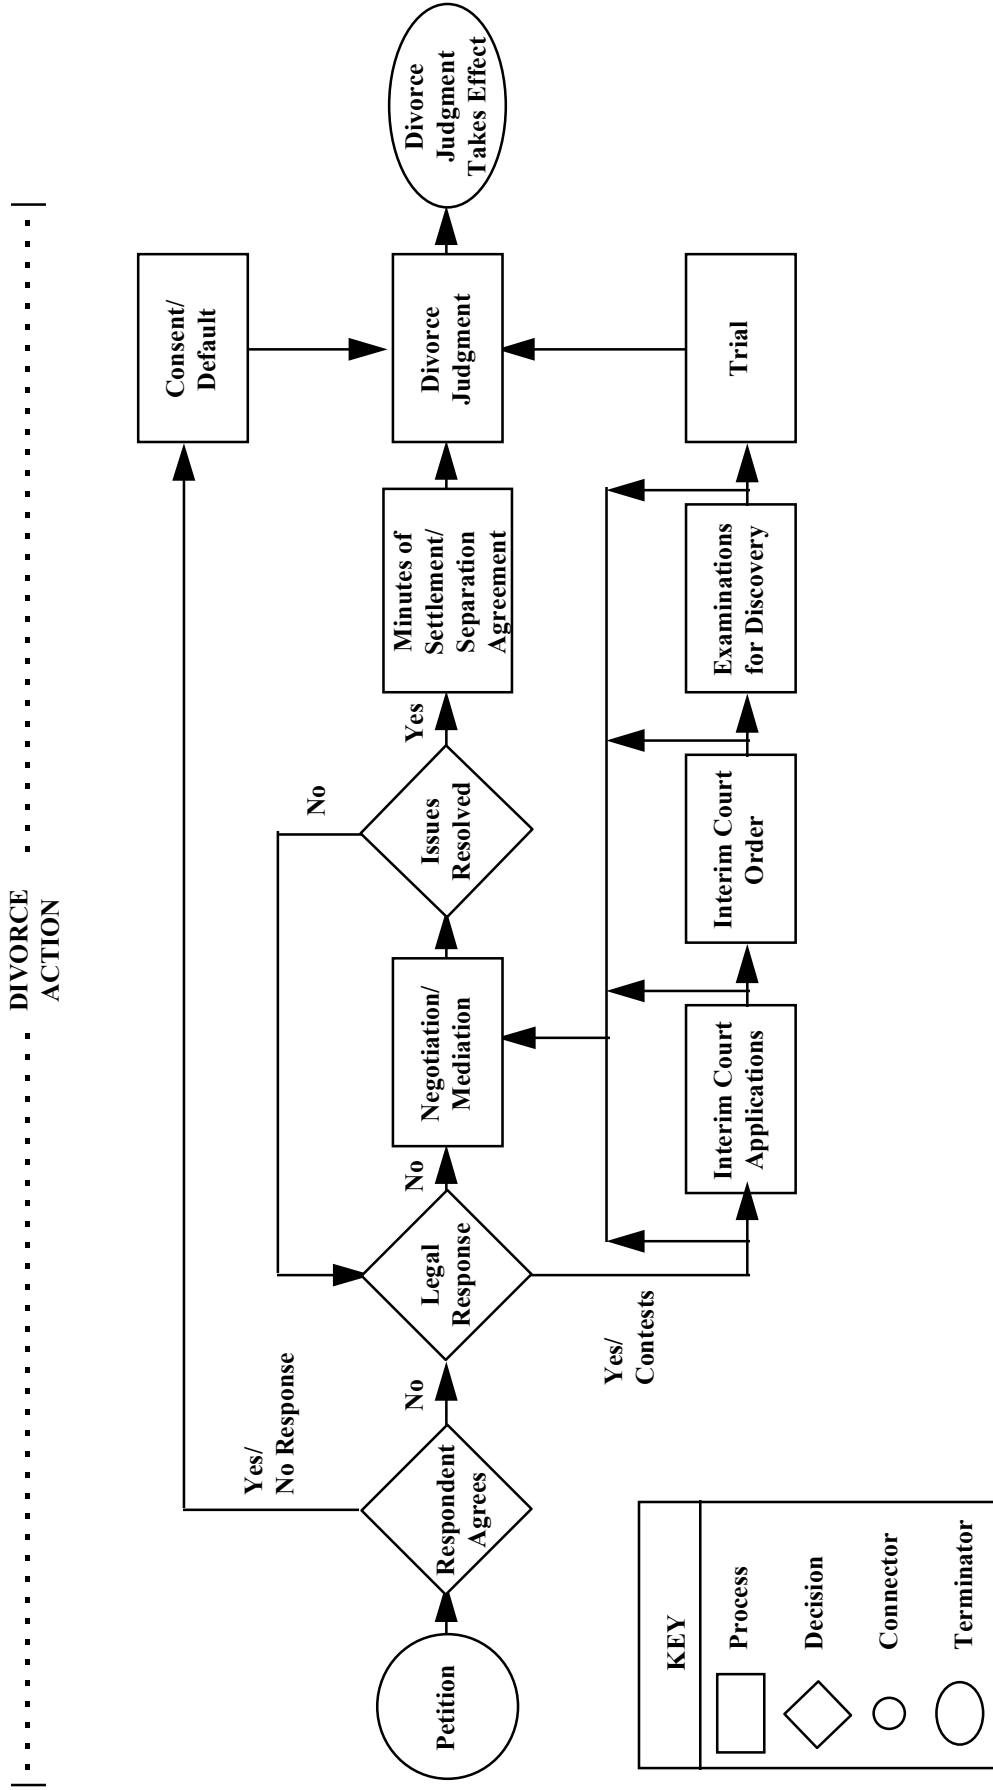 DIVORCE
ACTION
Petition
Respondent
Agrees
Yes/
No Response
No
Legal
Response
No
Yes/
Contests
Negotiation/
Mediation
Issues
Resolved
No
Yes
Minutes of
Settlement/
Separation
Agreement
Consent/
Default
Divorce
Judgment
Divorce
Judgment
Takes Effect
Interim Court
Applications
Interim Court
Order
Examinations
for Discovery
Trial
KEY
Process
Decision
Connector
Terminator